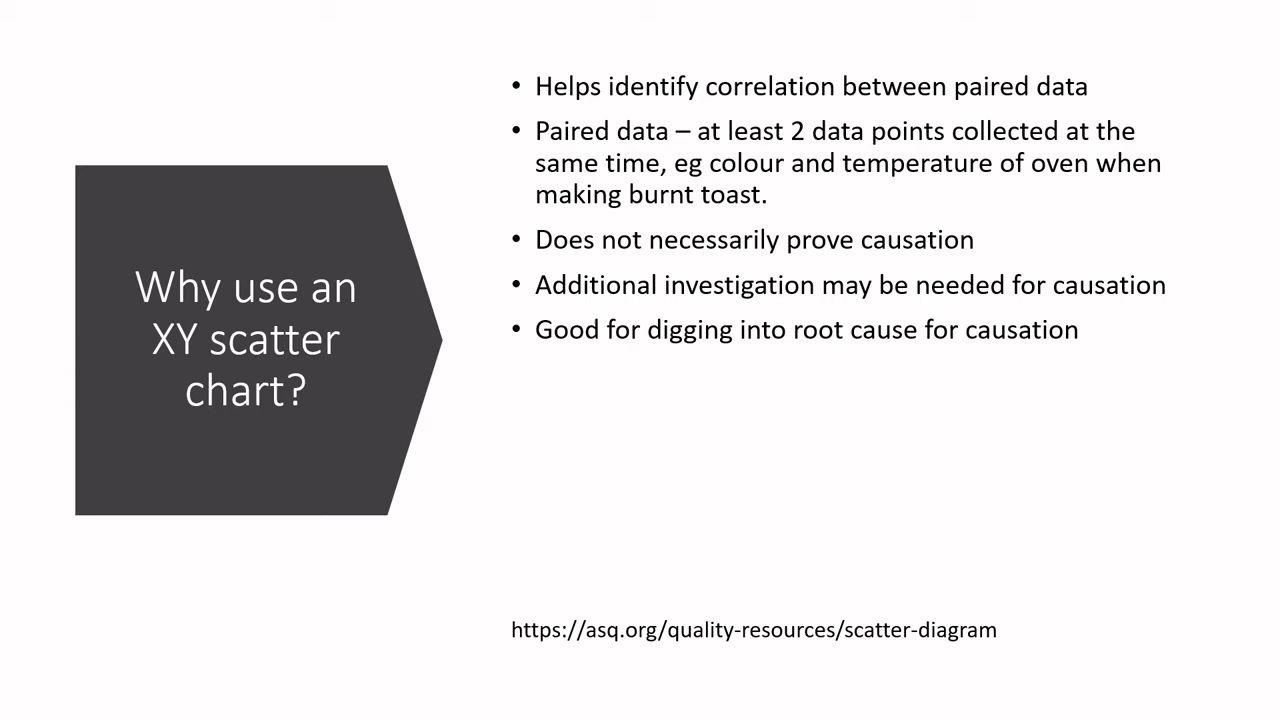 Why use an
XY scatter
chart?
• Helps identify correlation between paired data
• Paired data – at least 2 data points collected at the
same time, eg colour and temperature of oven when
making burnt toast.
• Does not necessarily prove causation
• Additional investigation may be needed for causation
• Good for digging into root cause for causation
https://asq.org/quality-resources/scatter-diagram